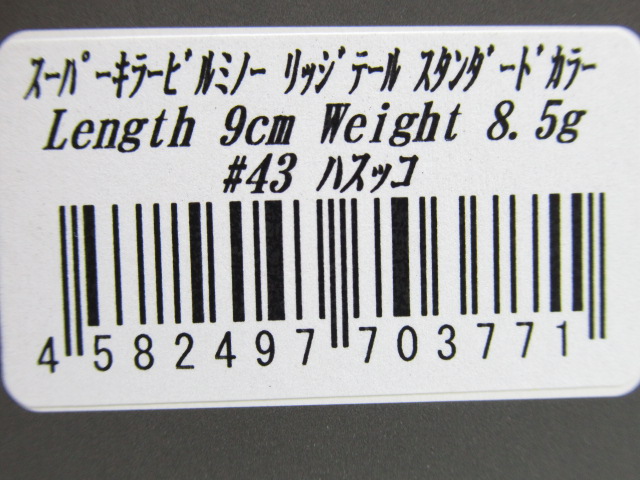 ｽｰﾊﾟｰｷﾗｰﾋﾞﾙﾐﾉｰ ﾘｯｼﾞﾃｰﾙ ｽﾀﾝﾀﾞｰﾄﾞｶﾗｰ
Length 9cm Weight 8.5g
#43 ハスッコ
4 582497 703771